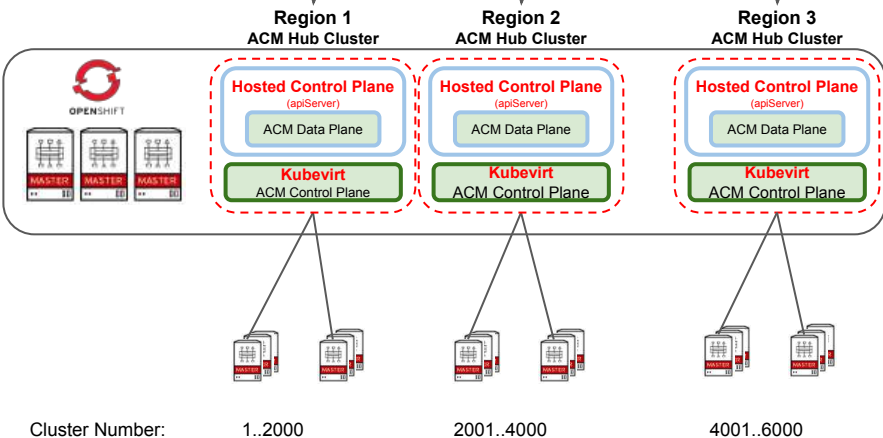 Region 1
ACM Hub Cluster
Region 2
ACM Hub Cluster
Region 3
ACM Hub Cluster
OPENSHIFT
MASTER
MASTER
MASTER
Hosted Control Plane
(apiServer)
ACM Data Plane
Kubevirt
ACM Control Plane
Hosted Control Plane
(apiServer)
ACM Data Plane
Kubevirt
ACM Control Plane
Hosted Control Plane
(apiServer)
ACM Data Plane
Kubevirt
ACM Control Plane
MASTER
MASTER
MASTER
MASTER
MASTER
MASTER
Cluster Number: 1..2000 2001..4000 4001..6000